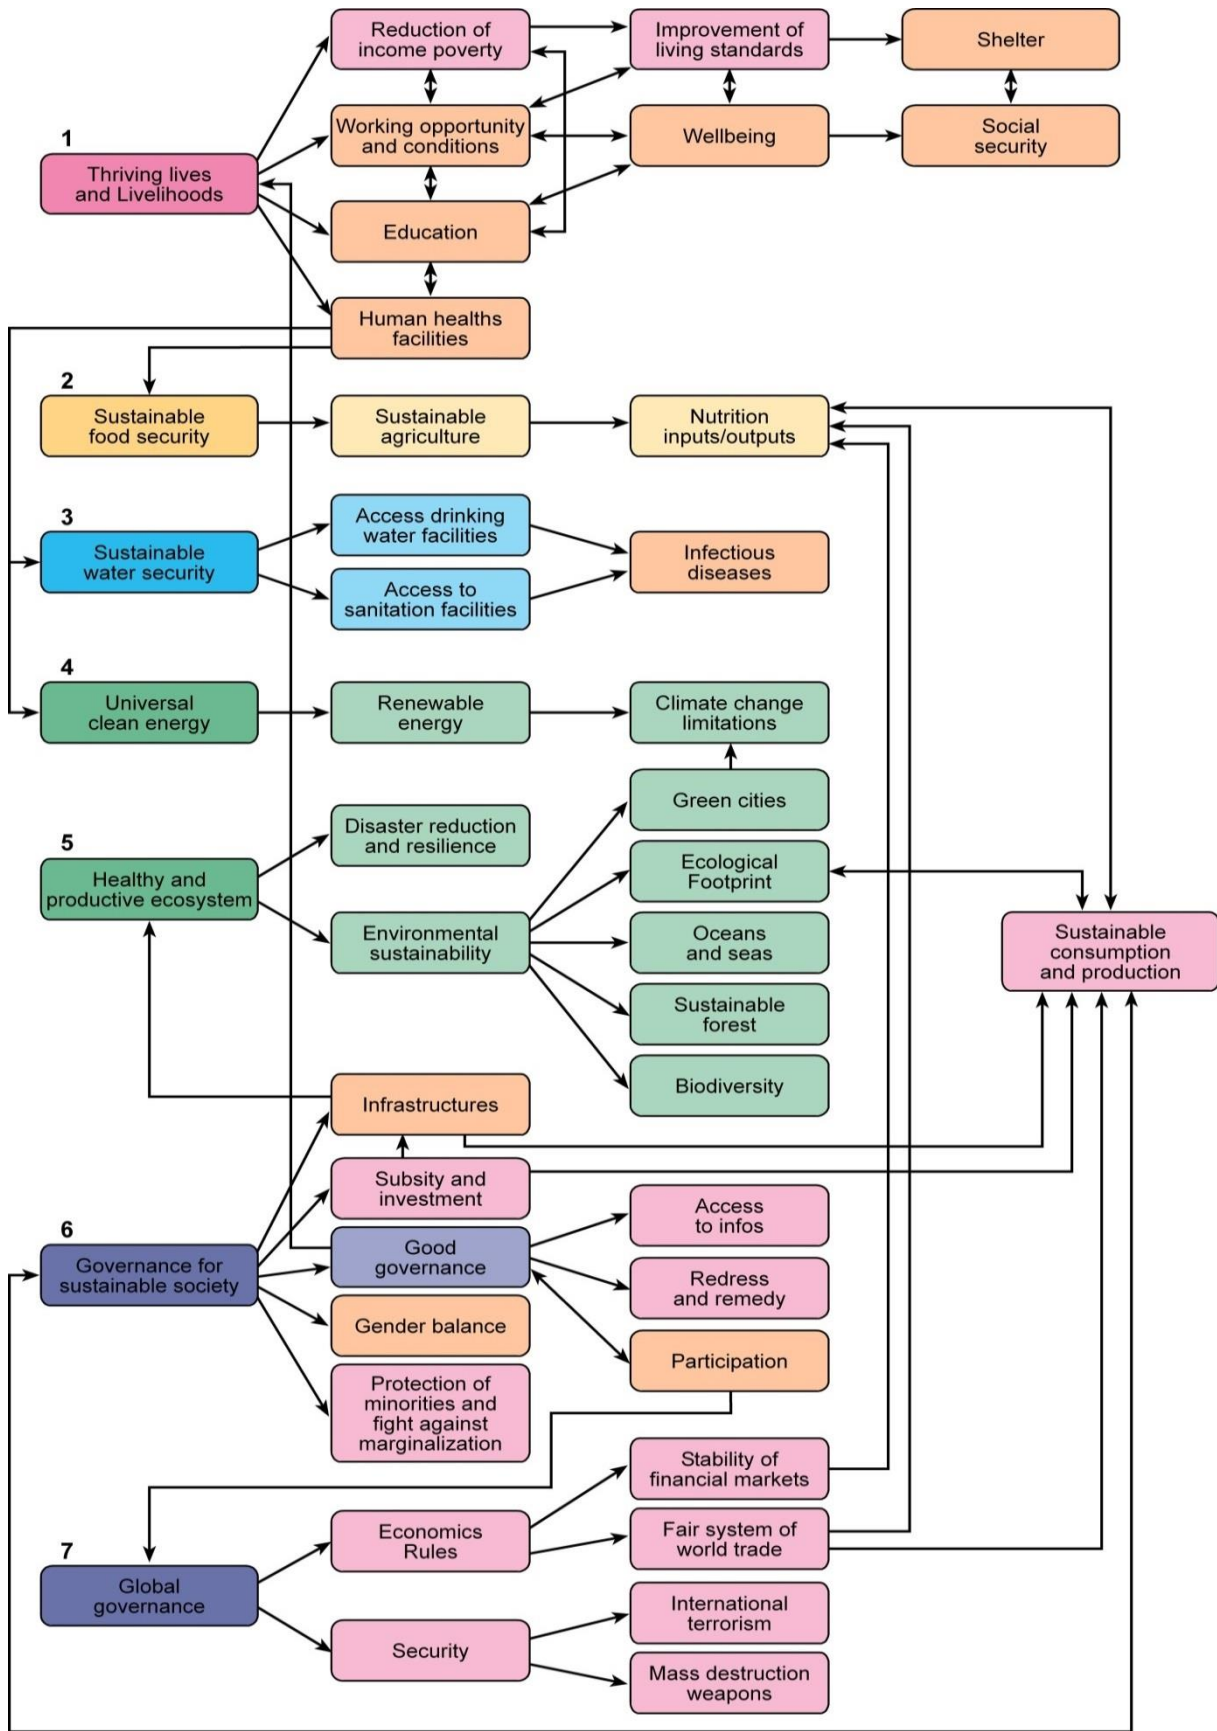 Reduction of
income poverty
Improvement of
living standards
Shelter
1
Thriving lives
and Livelihoods
Working opportunity
and conditions
Wellbeing
Social
security
Education
Human healths
facilities
2
Sustainable
food security
Sustainable
agriculture
Nutrition
inputs/outputs
3
Sustainable
water security
Access drinking
water facilities
Access to
sanitation facilities
Infectious
diseases
4
Universal
clean energy
Renewable
energy
Climate change
limitations
5
Healthy and
productive ecosystem
Disaster reduction
and resilience
Environmental
sustainability
Green cities
Ecological
Footprint
Oceans
and seas
Sustainable
forest
Biodiversity
Sustainable
consumption
and production
6
Governance for
sustainable society
Infrastructures
Subsity and
investment
Good
governance
Gender balance
Protection of
minorities and
fight against
marginalization
Access
to infos
Redress
and remedy
Participation
7
Global
governance
Economics
Rules
Security
Stability of
financial markets
Fair system of
world trade
International
terrorism
Mass destruction
weapons